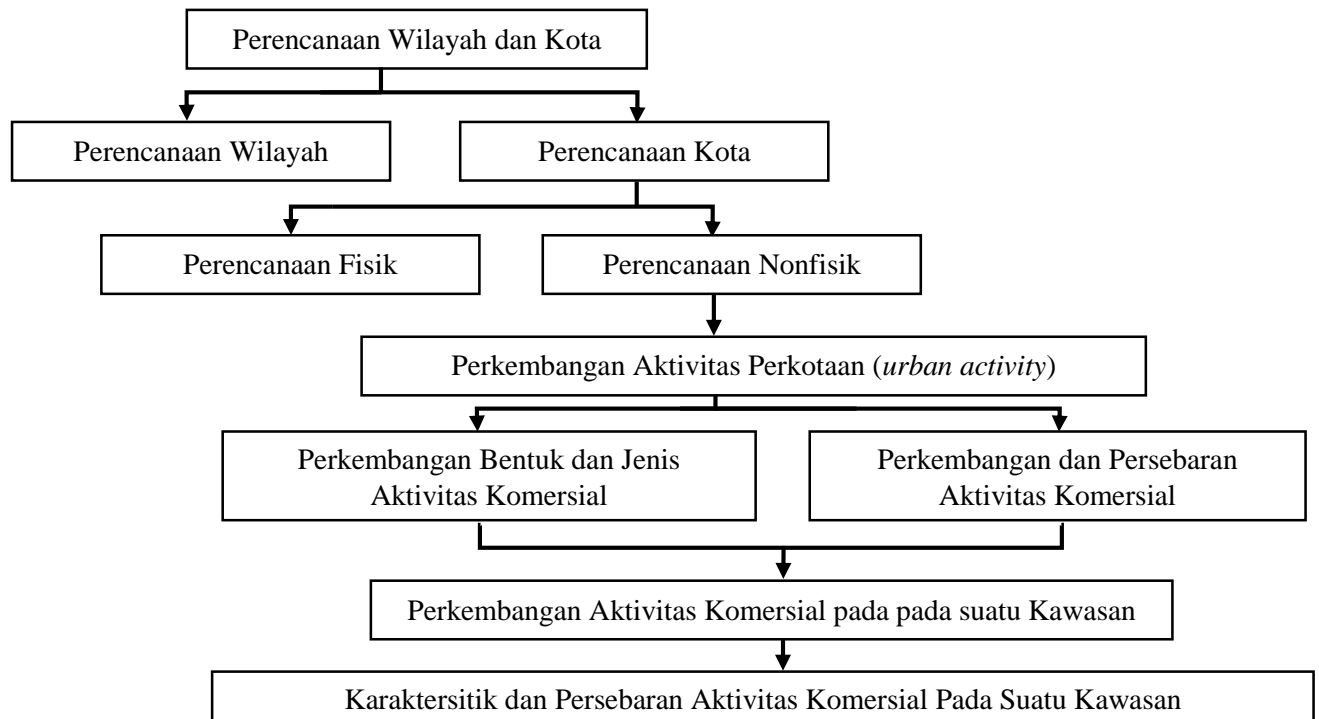 Perencanaan Wilayah dan Kota
Perencanaan Wilayah
Perencanaan Kota
Perencanaan Fisik
Perencanaan Nonfisik
Perkembangan Aktivitas Perkotaan (urban activity)
Perkembangan Bentuk dan Jenis
Aktivitas Komersial
Perkembangan dan Persebaran
Aktivitas Komersial
Perkembangan Aktivitas Komersial pada pada suatu Kawasan
Karaktersitik dan Persebaran Aktivitas Komersial Pada Suatu Kawasan